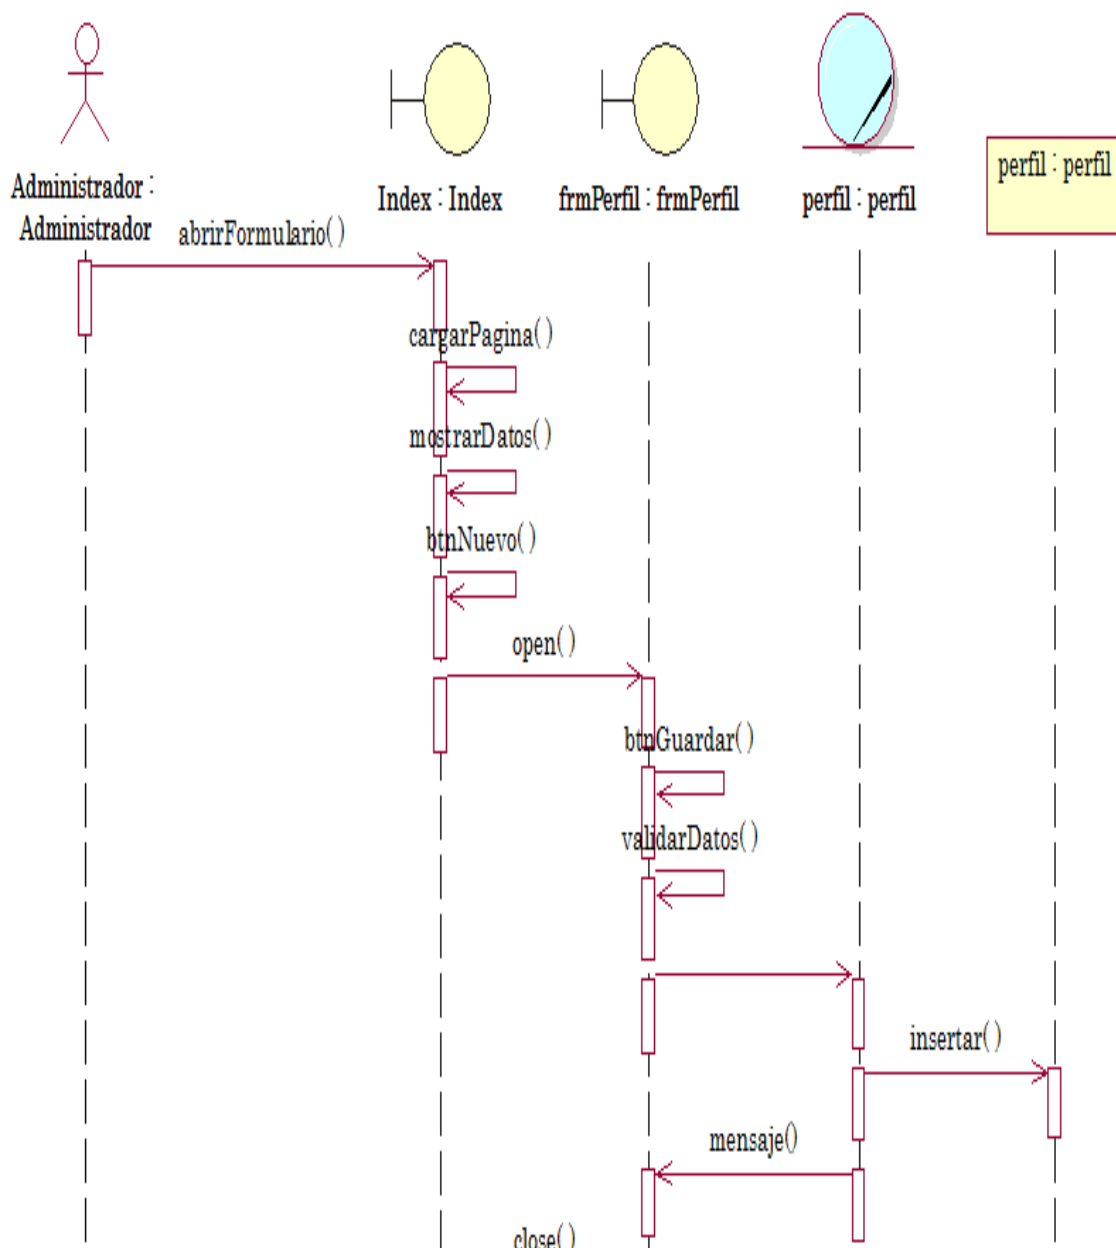 Administrador :
Administrador
Index : Index
frmPerfil : frmPerfil
perfil : perfil
perfil : perfil
abrirFormulario( )
cargarPagina( )
mostrarDatos( )
btnNuevo( )
open( )
btnGuardar( )
validarDatos( )
insertar( )
mensaje()
close( )